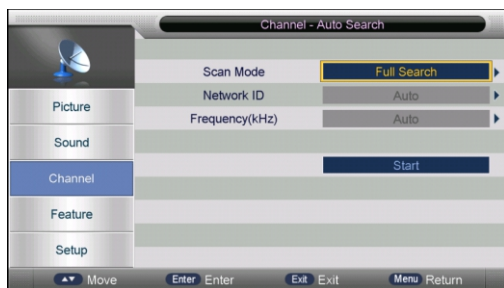 Channel - Auto Search
Scan Mode Full Search
Network ID Auto
Frequency(kHz) Auto
Start
Picture
Sound
Channel
Feature
Setup
Move Enter Enter Exit Exit Menu Return